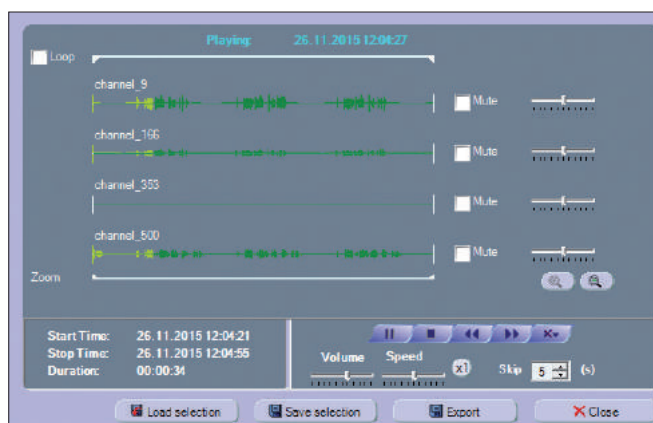 Playing: 26.11.2015 12:04:27
Loop
channel_9
Mute
channel_166
Mute
channel_353
Mute
channel_500
Mute
Zoom
Start Time: 26.11.2015 12:04:21
Stop Time: 26.11.2015 12:04:55
Duration: 00:00:34
Volume Speed x1 Skip 5 (s)
Load selection Save selection Export Close